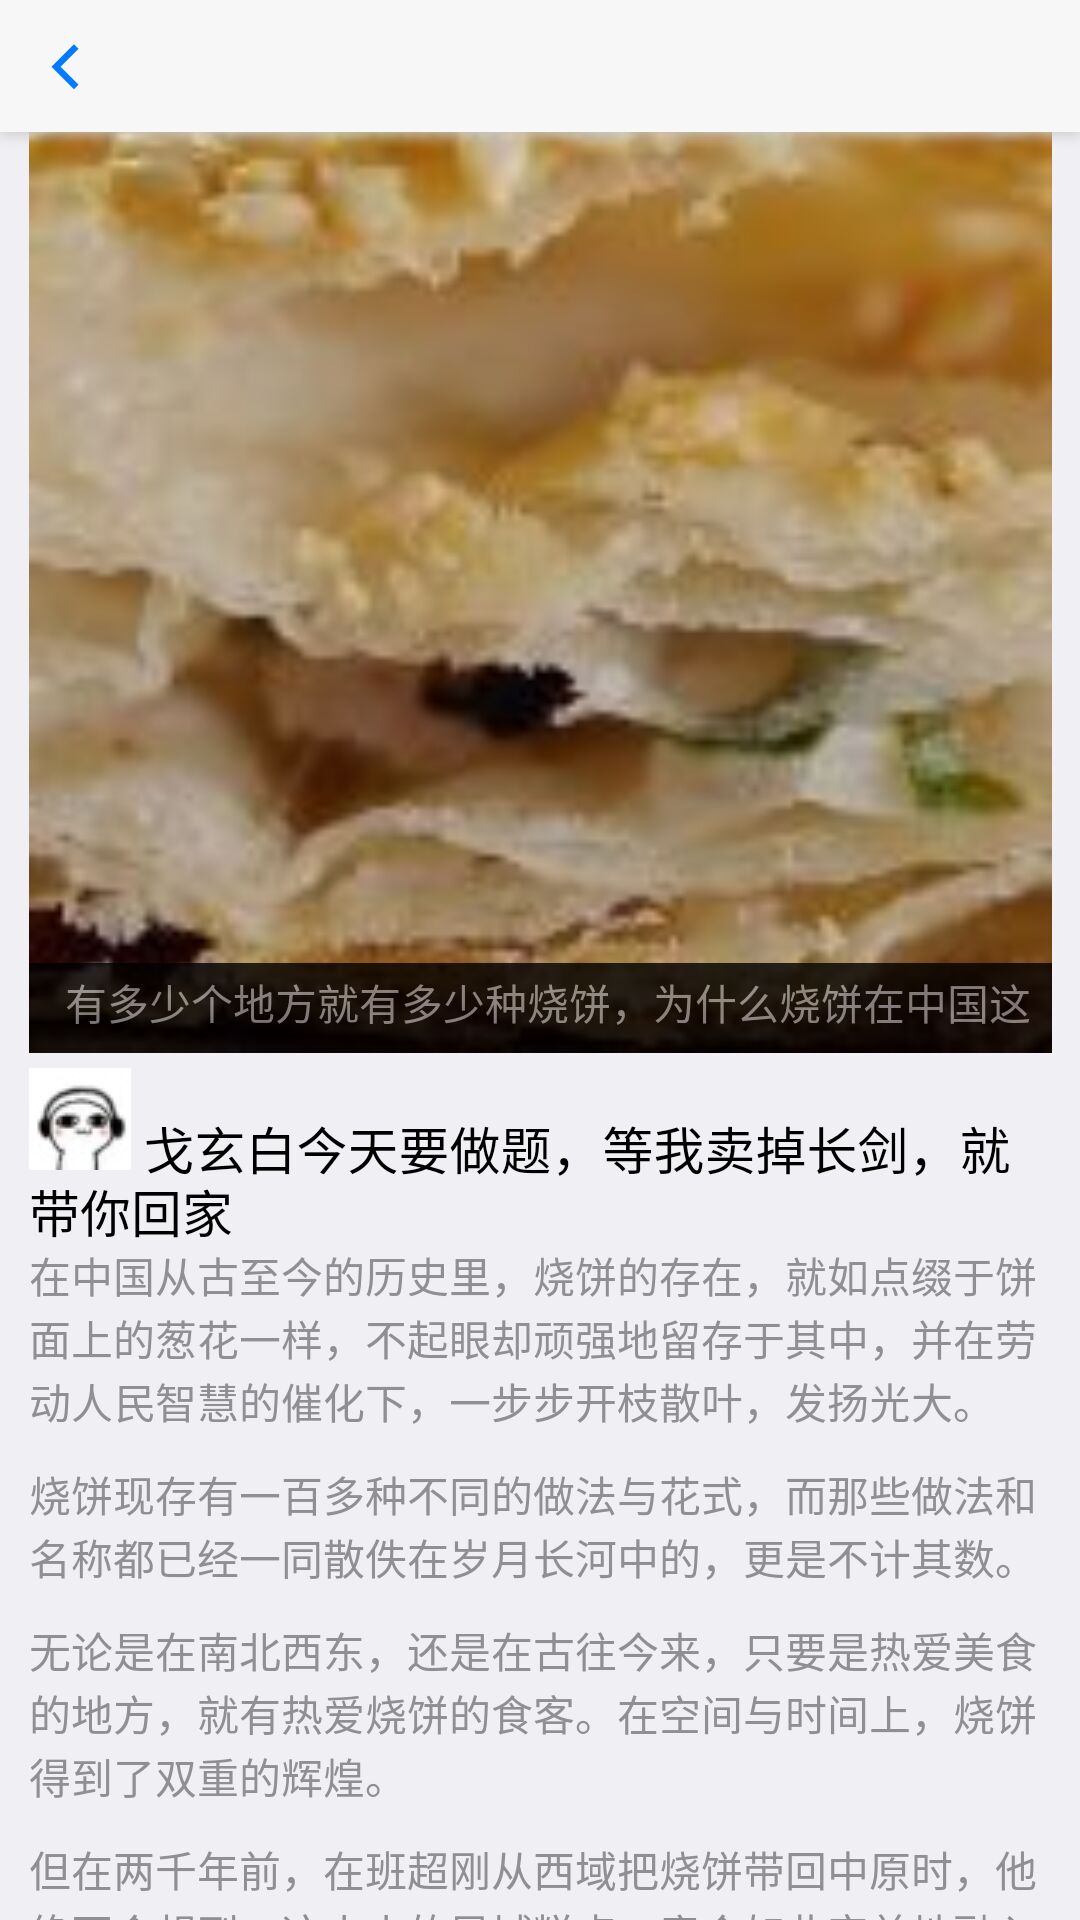 有多少个地方就有多少种烧饼，为什么烧饼在中国这
戈玄白今天要做题，等我卖掉长剑，就
带你回家
在中国从古至今的历史里，烧饼的存在，就如点缀于饼
面上的葱花一样，不起眼却顽强地留存于其中，并在劳
动人民智慧的催化下，一步步开枝散叶，发扬光大。
烧饼现存有一百多种不同的做法与花式，而那些做法和
名称都已经一同散佚在岁月长河中的，更是不计其数。
无论是在南北西东，还是在古往今来，只要是热爱美食
的地方，就有热爱烧饼的食客。在空间与时间上，烧饼
得到了双重的辉煌。
但在两千年前，在班超刚从西域把烧饼带回中原时，他